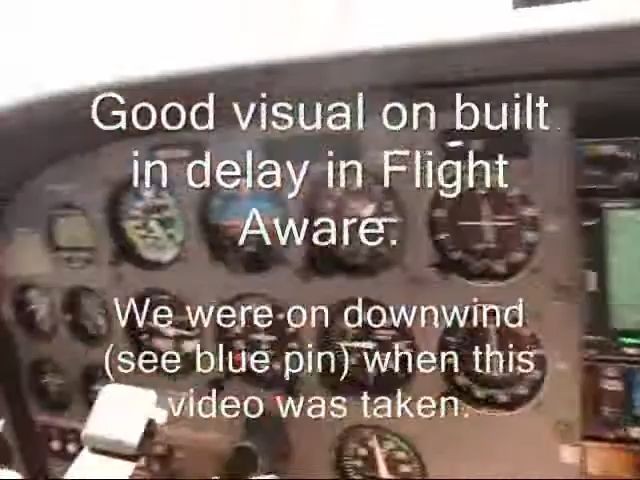 Good visual on built
in delay in Flight
Aware.
We were on downwind
(see blue pin) when this
video was taken.